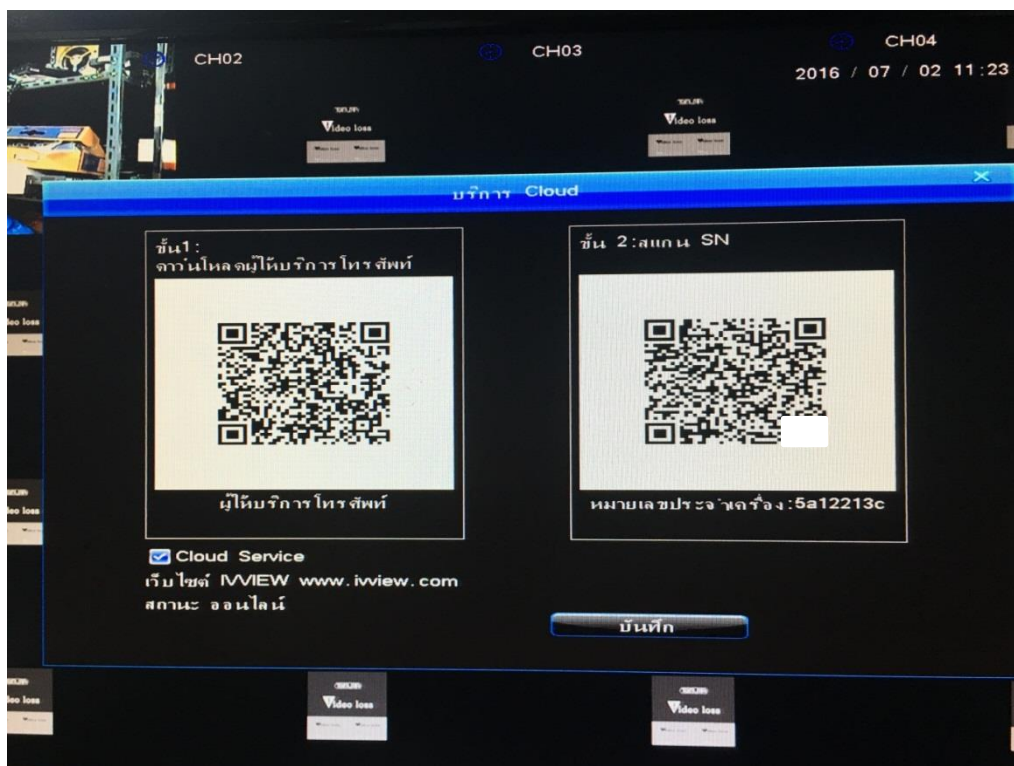 CH02
CH03
CH04
2016 / 07 / 02 11:23
Video loss
Video loss
บริการ Cloud
ขั้น1:
ดาวน์โหลดผู้ให้บริการโทรศัพท์
ขั้น 2:สแกน SN
ผู้ให้บริการโทรศัพท์
หมายเลขประจำเครื่อง:5a12213c
Cloud Service
เว็บไซต์ IVVIEW www.ivview.com
สถานะ ออนไลน์
บันทึก
Video loss
Video loss